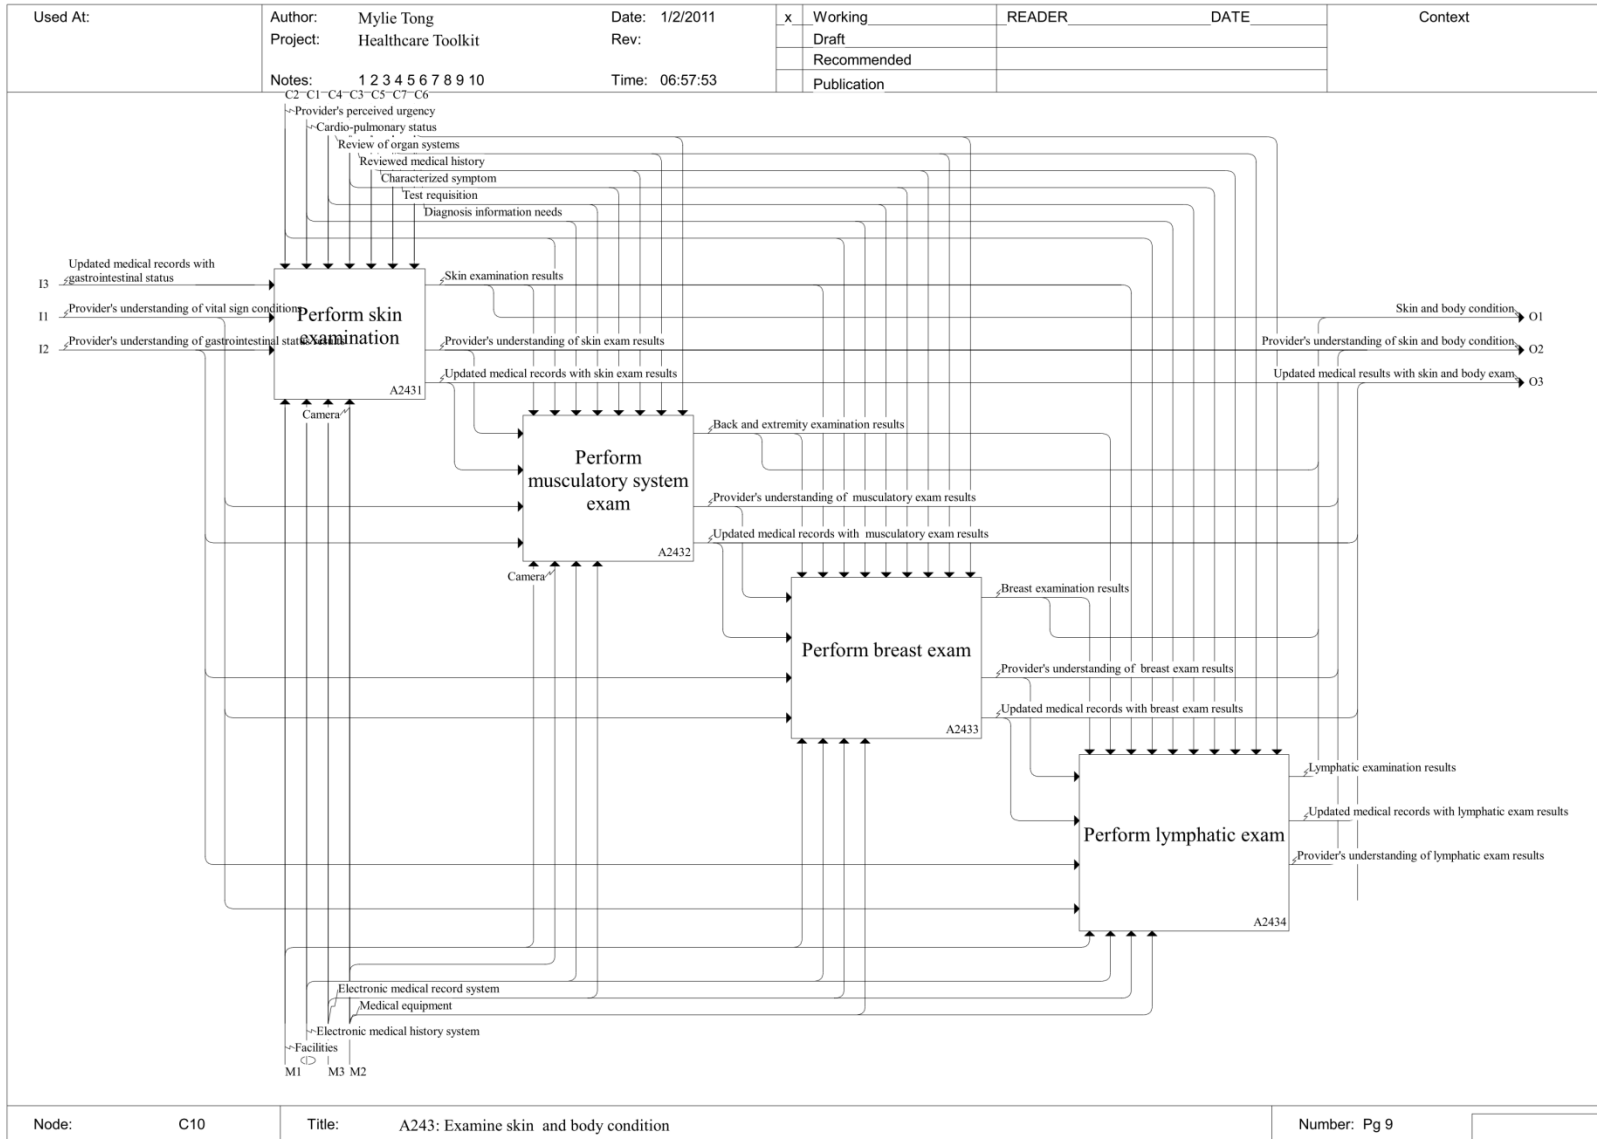 Used At:
Author: Mylie Tong
Date: 1/2/2011
x Working
READER DATE
Context
Project: Healthcare Toolkit
Rev:
Draft
Recommended
Notes: 1 2 3 4 5 6 7 8 9 10
Time: 06:57:53
Publication
C2 C1 C4 C3 C5 C7 C6
Provider's perceived urgency
Cardio-pulmonary status
Review of organ systems
Reviewed medical history
Characterized symptom
Test requisition
Diagnosis information needs
Updated medical records with
gastrointestinal status
I3
Provider's understanding of vital sign conditions
I1
Provider's understanding of gastrointestinal status results
I2
Perform skin
examination
A2431
Camera
Skin examination results
Provider's understanding of skin exam results
Updated medical records with skin exam results
Skin and body condition
O1
Provider's understanding of skin and body condition
O2
Updated medical results with skin and body exam
O3
Perform
musculatory system
exam
A2432
Camera
Back and extremity examination results
Provider's understanding of musculatory exam results
Updated medical records with musculatory exam results
Perform breast exam
A2433
Breast examination results
Provider's understanding of breast exam results
Updated medical records with breast exam results
Perform lymphatic exam
A2434
Lymphatic examination results
Updated medical records with lymphatic exam results
Provider's understanding of lymphatic exam results
Electronic medical record system
Medical equipment
Electronic medical history system
Facilities
M1 M3 M2
Node: C10
Title: A243: Examine skin and body condition
Number: Pg 9